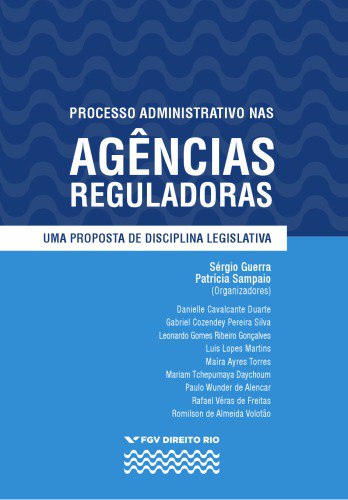 PROCESSO ADMINISTRATIVO NAS
AGÊNCIAS
REGULADORAS
UMA PROPOSTA DE DISCIPLINA LEGISLATIVA
Sérgio Guerra
Patrícia Sampaio
(Organizadores)
Danielle Cavalcante Duarte
Gabriel Cozendey Pereira Silva
Leonardo Gomes Ribeiro Gonçalves
Luis Lopes Martins
Maíra Ayres Torres
Mariam Tchepurnaya Daychoum
Paulo Wunder de Alencar
Rafael Véras de Freitas
Romilson de Almeida Volotão
FGV DIREITO RIO